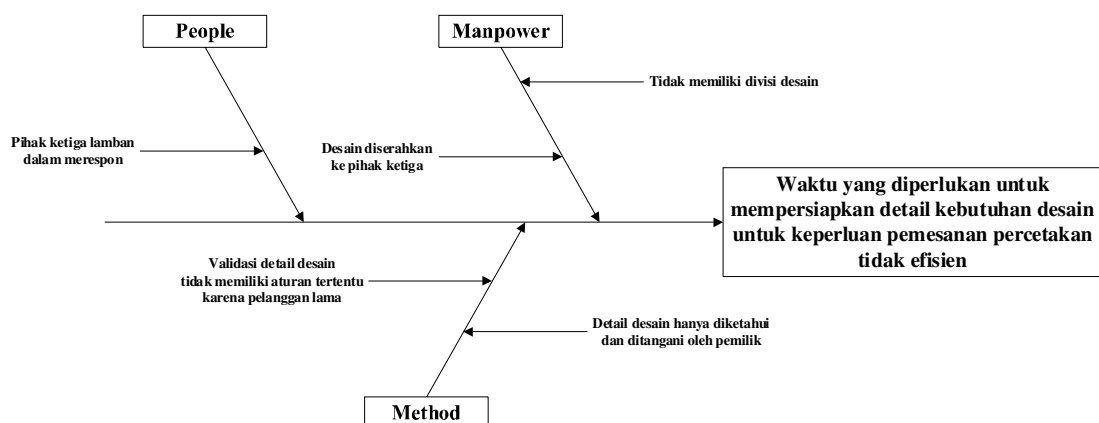 People
Manpower
Tidak memiliki divisi desain
Pihak ketiga lamban
dalam merespon
Desain diserahkan
ke pihak ketiga
Waktu yang diperlukan untuk
mempersiapkan detail kebutuhan desain
untuk keperluan pemesanan percetakan
tidak efisien
Validasi detail desain
tidak memiliki aturan tertentu
karena pelanggan lama
Detail desain hanya diketahui
dan ditangani oleh pemilik
Method